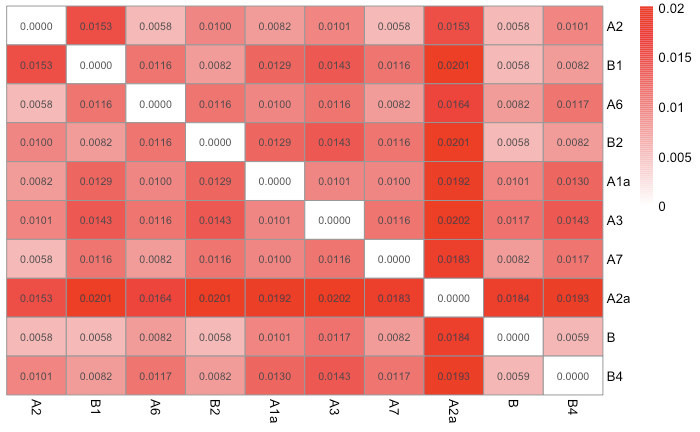 0.0000 0.0153 0.0058 0.0100 0.0082 0.0101 0.0058 0.0153 0.0058 0.0101 A2
0.0153 0.0000 0.0116 0.0082 0.0129 0.0143 0.0116 0.0201 0.0058 0.0082 B1
0.0058 0.0116 0.0000 0.0116 0.0100 0.0116 0.0082 0.0164 0.0082 0.0117 A6
0.0100 0.0082 0.0116 0.0000 0.0129 0.0143 0.0116 0.0201 0.0058 0.0082 B2
0.0082 0.0129 0.0100 0.0129 0.0000 0.0101 0.0100 0.0192 0.0101 0.0130 A1a
0.0101 0.0143 0.0116 0.0143 0.0101 0.0000 0.0116 0.0202 0.0117 0.0143 A3
0.0058 0.0116 0.0082 0.0116 0.0100 0.0116 0.0000 0.0183 0.0082 0.0117 A7
0.0153 0.0201 0.0164 0.0201 0.0192 0.0202 0.0183 0.0000 0.0184 0.0193 A2a
0.0058 0.0058 0.0082 0.0058 0.0101 0.0117 0.0082 0.0184 0.0000 0.0059 B
0.0101 0.0082 0.0117 0.0082 0.0130 0.0143 0.0117 0.0193 0.0059 0.0000 B4
A2 B1 A6 B2 A1a A3 A7 A2a B B4
0.02
0.015
0.01
0.005
0